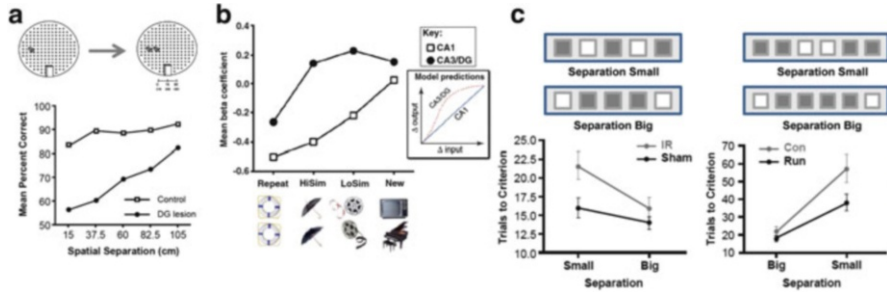 a
Mean Percent Correct
100
90
80
70
60
50
Control
DG lesion
15 37.5 60 82.5 105
Spatial Separation (cm)
b
Mean beta coefficient
0.4
0.2
0.0
-0.2
-0.4
-0.6
Key:
CA1
CA3/DG
Model predictions
CA3/DG
CA1
Δ output
Δ input
Repeat HiSim LoSim New
c
Separation Small
Separation Big
Trials to Criterion
25.0
22.5
20.0
17.5
15.0
12.5
10.0
IR
Sham
Small Big
Separation
Separation Small
Separation Big
Trials to Criterion
70
60
50
40
30
20
10
0
Con
Run
Big Small
Separation